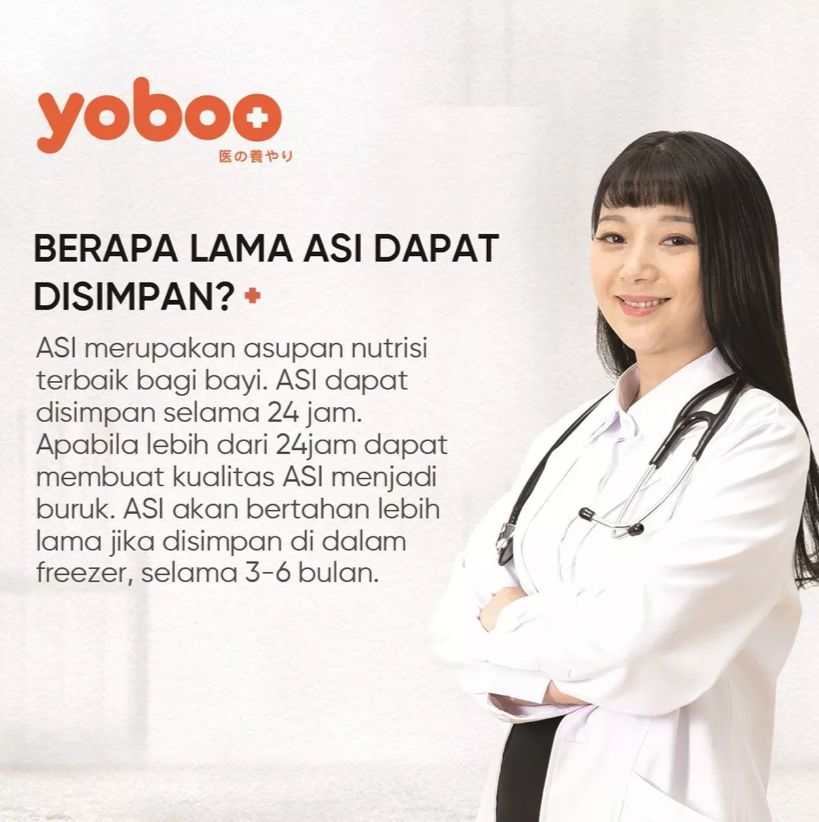 yoboo
医の養やり
BERAPA LAMA ASI DAPAT
DISIMPAN?
ASI merupakan asupan nutrisi
terbaik bagi bayi. ASI dapat
disimpan selama 24 jam.
Apabila lebih dari 24jam dapat
membuat kualitas ASI menjadi
buruk. ASI akan bertahan lebih
lama jika disimpan di dalam
freezer, selama 3-6 bulan.